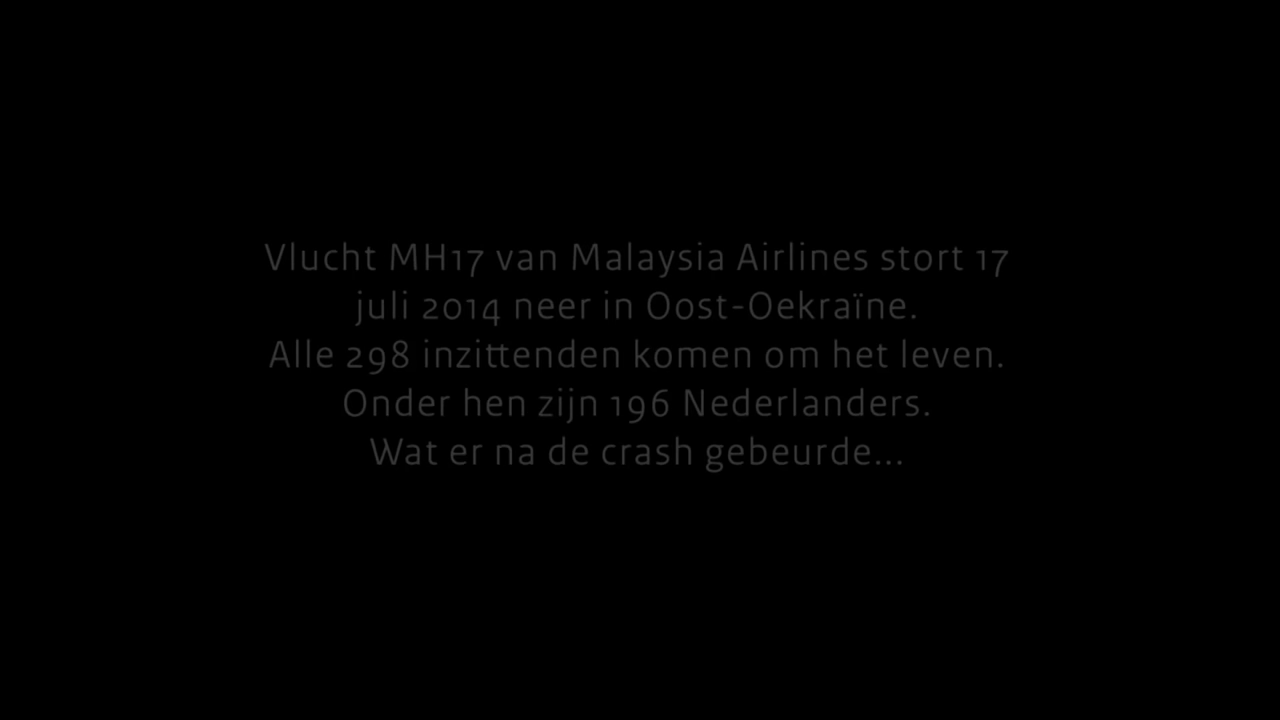 Vlucht MH17 van Malaysia Airlines stort 17
juli 2014 neer in Oost-Oekraïne.
Alle 298 inzittenden komen om het leven.
Onder hen zijn 196 Nederlanders.
Wat er na de crash gebeurde...